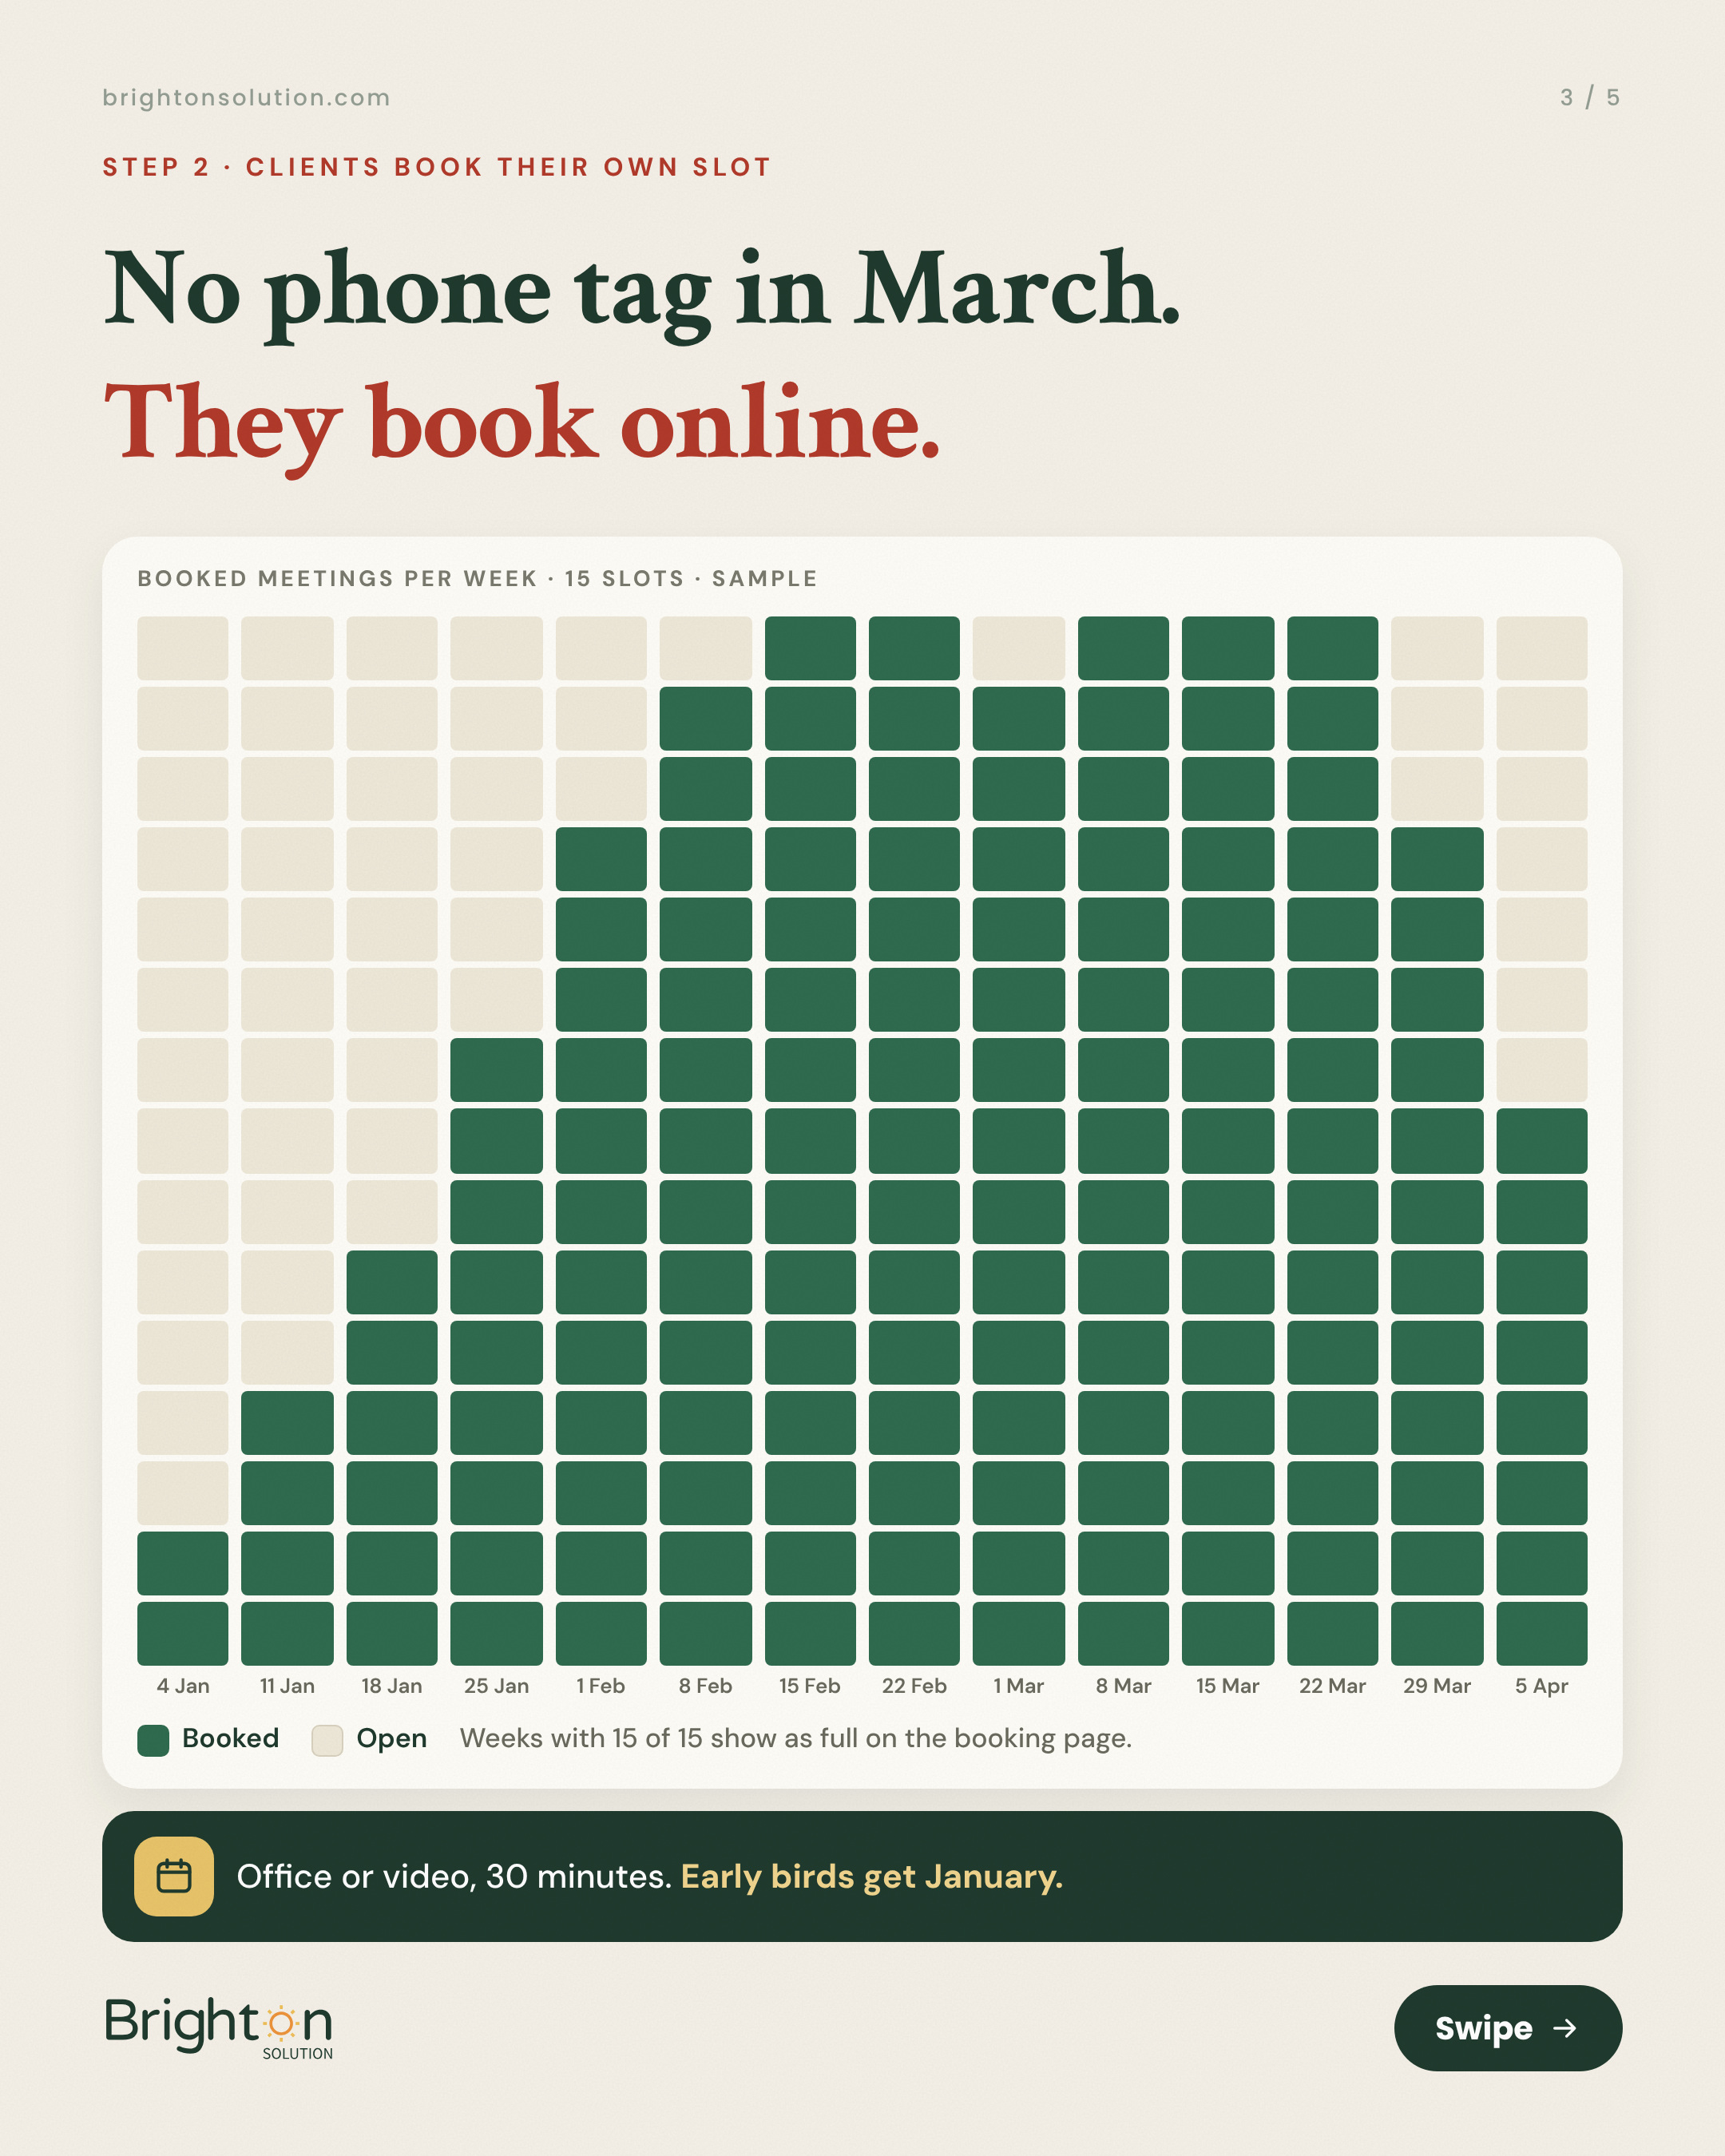 brightonsolution.com
3 / 5
STEP 2 · CLIENTS BOOK THEIR OWN SLOT
No phone tag in March.
They book online.
BOOKED MEETINGS PER WEEK · 15 SLOTS · SAMPLE
4 Jan 11 Jan 18 Jan 25 Jan 1 Feb 8 Feb 15 Feb 22 Feb 1 Mar 8 Mar 15 Mar 22 Mar 29 Mar 5 Apr
Booked Open Weeks with 15 of 15 show as full on the booking page.
Office or video, 30 minutes. Early birds get January.
Brighton
SOLUTION
Swipe →